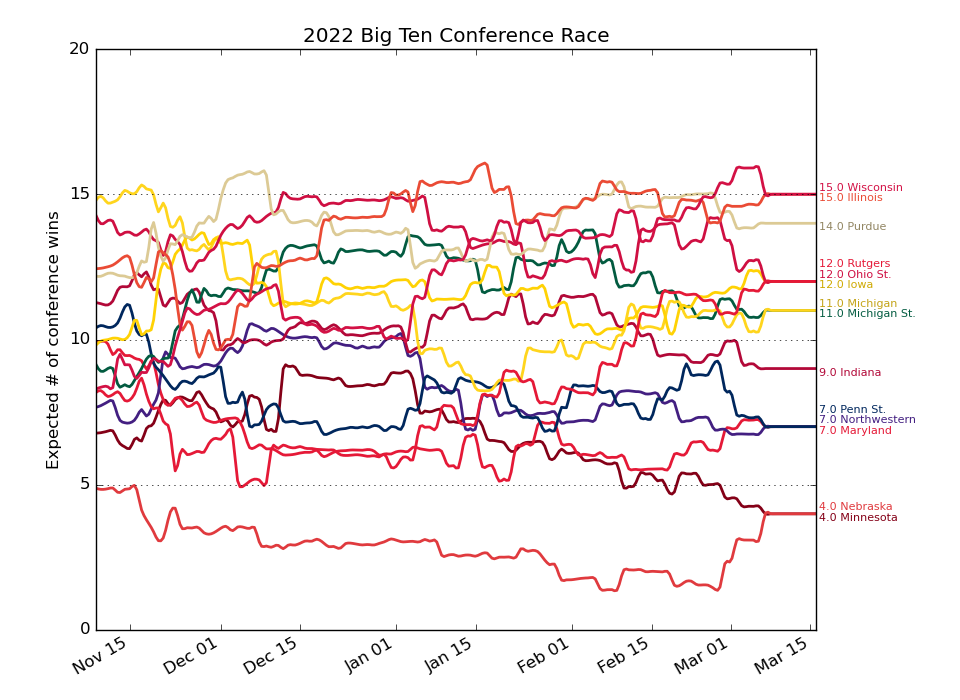 2022 Big Ten Conference Race
Expected # of conference wins
20
15
10
5
0
15.0 Wisconsin
15.0 Illinois
14.0 Purdue
12.0 Rutgers
12.0 Ohio St.
12.0 Iowa
11.0 Michigan
11.0 Michigan St.
9.0 Indiana
7.0 Penn St.
7.0 Northwestern
7.0 Maryland
4.0 Nebraska
4.0 Minnesota
Nov 15
Dec 01
Dec 15
Jan 01
Jan 15
Feb 01
Feb 15
Mar 01
Mar 15